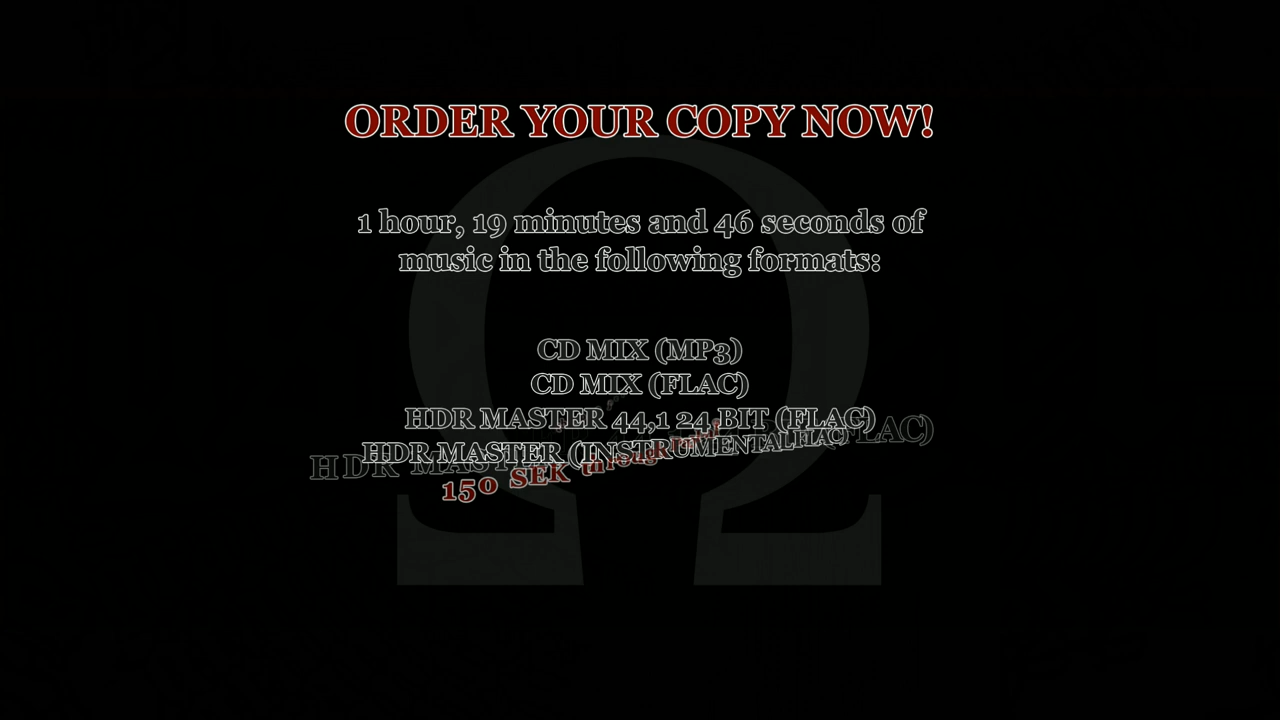 ORDER YOUR COPY NOW!
1 hour, 19 minutes and 46 seconds of
music in the following formats:
CD MIX (MP3)
CD MIX (FLAC)
HDR MASTER 44,1 24 BIT (FLAC)
HDR MASTER (INSTRUMENTAL FLAC)
150 SEK through